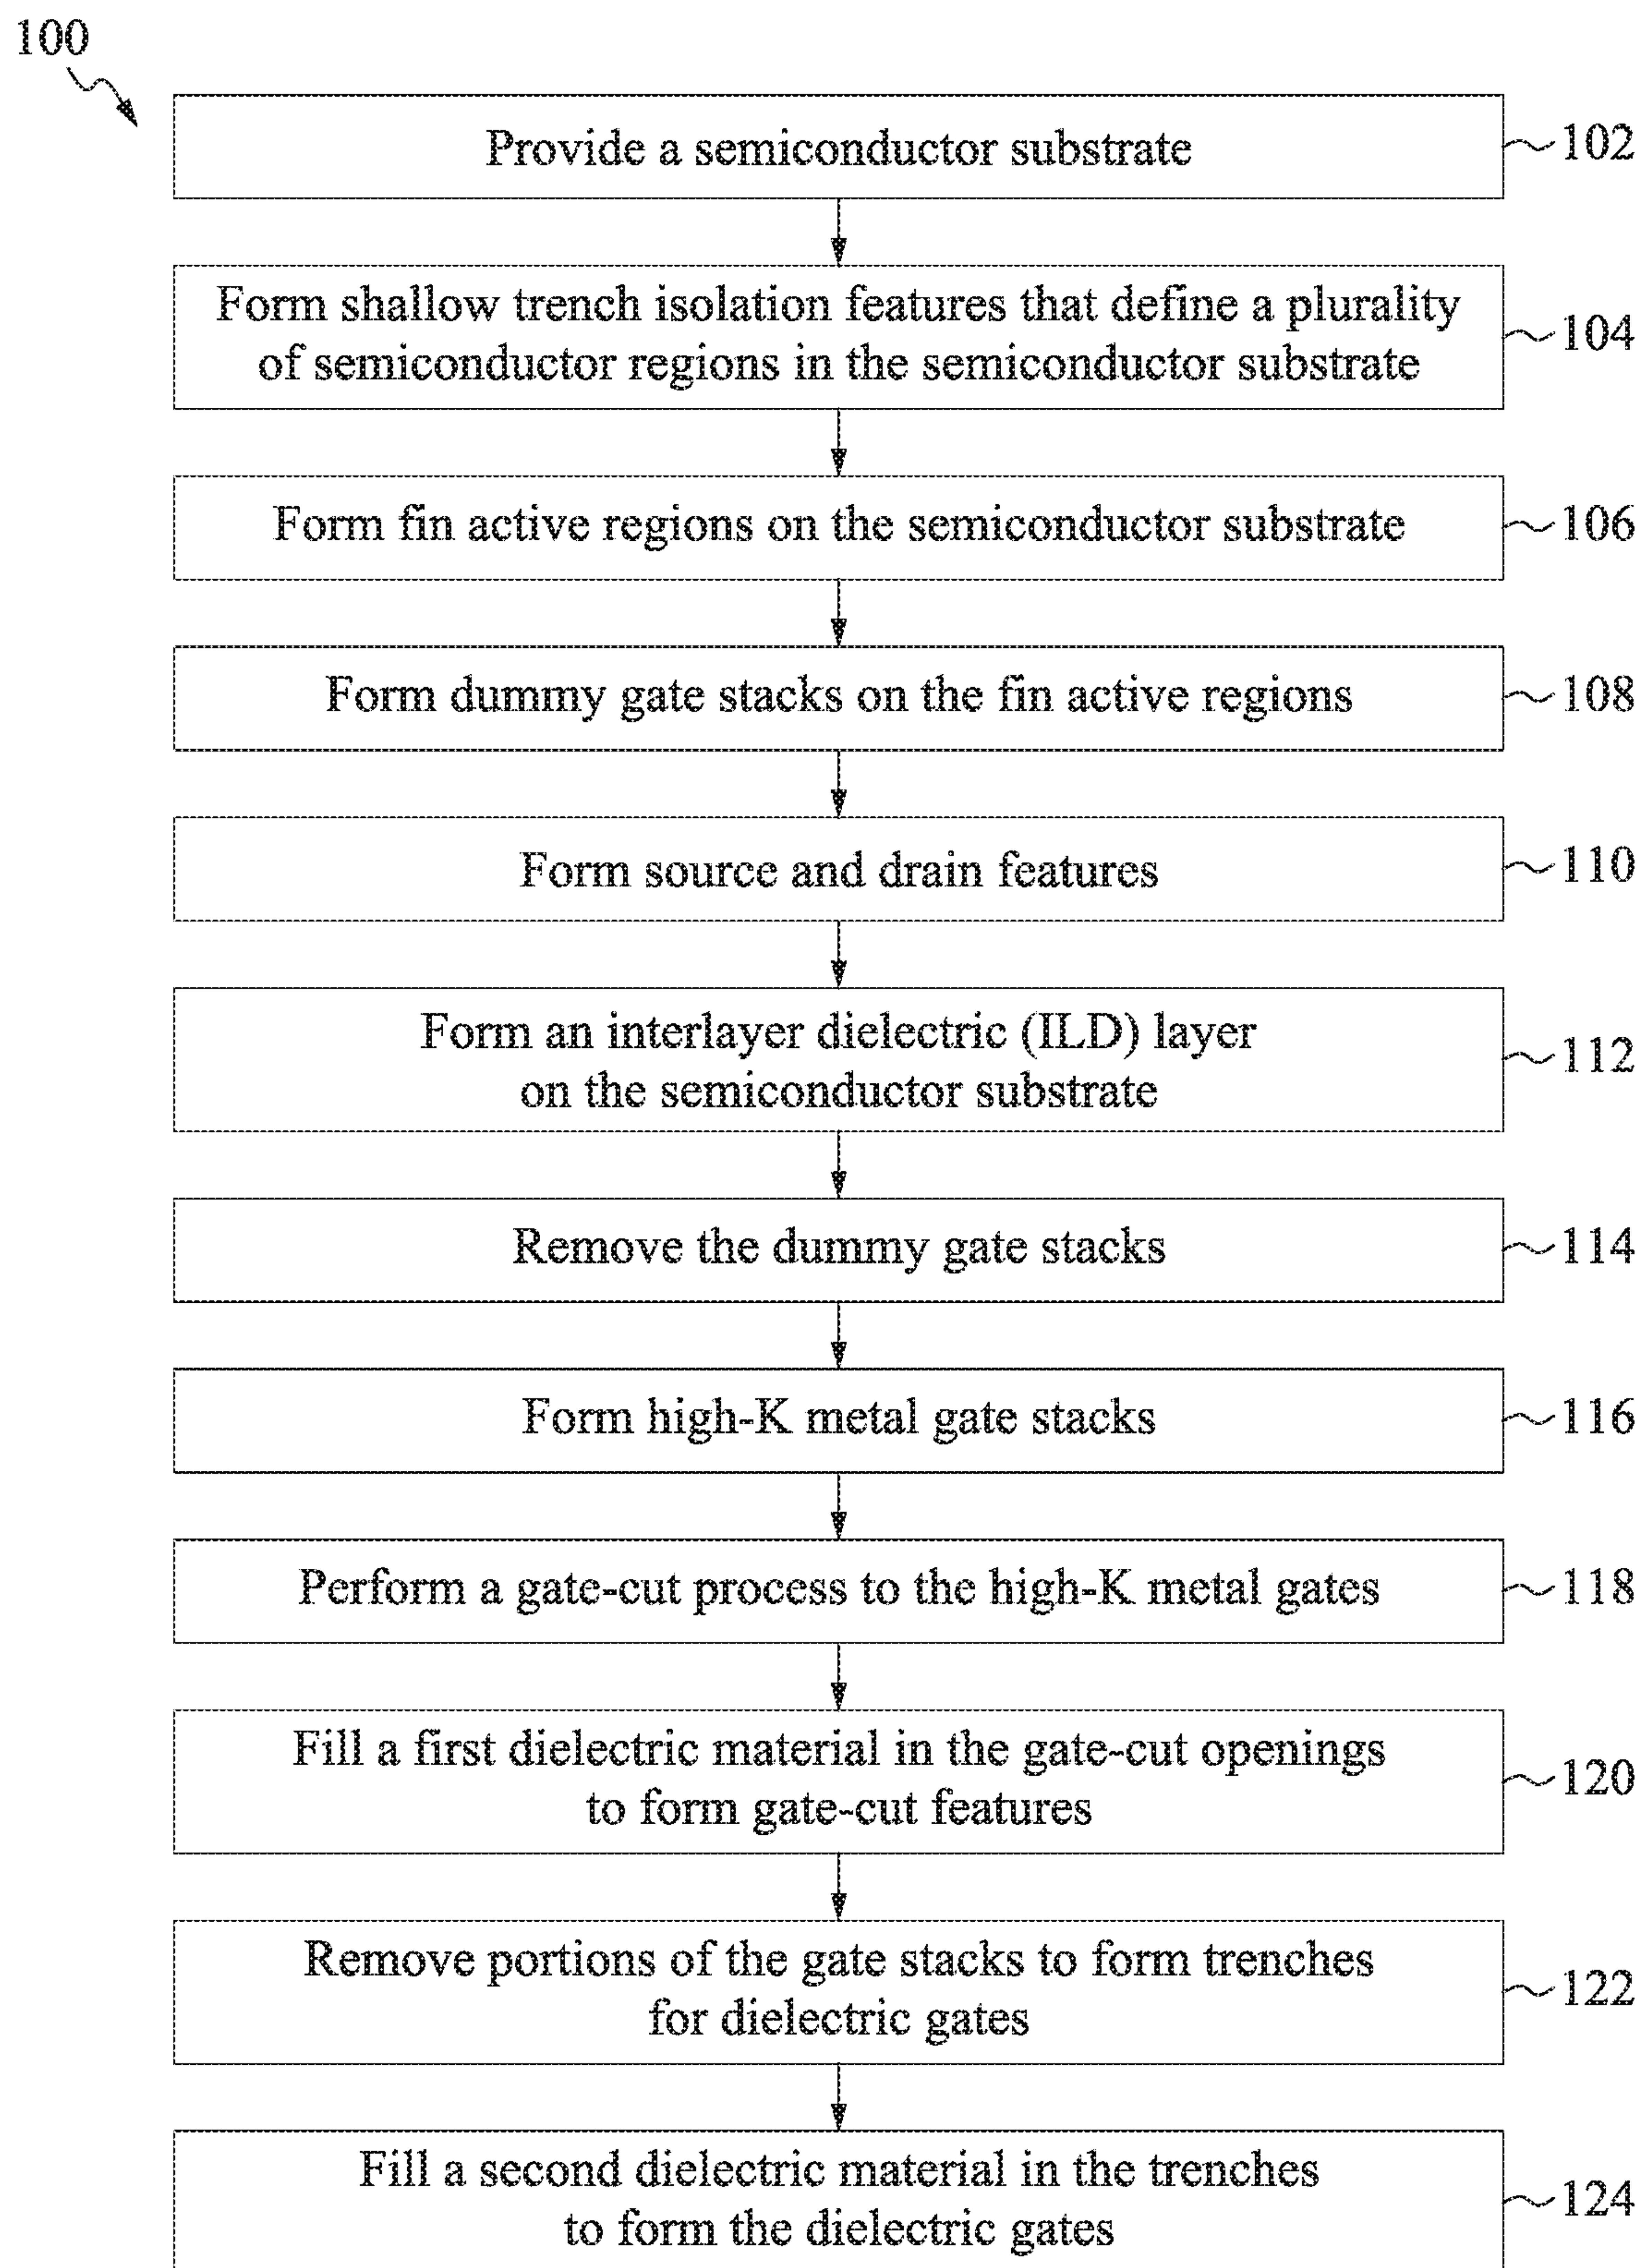 100
Provide a semiconductor substrate
102
Form shallow trench isolation features that define a plurality
of semiconductor regions in the semiconductor substrate
104
Form fin active regions on the semiconductor substrate
106
Form dummy gate stacks on the fin active regions
108
Form source and drain features
110
Form an interlayer dielectric (ILD) layer
on the semiconductor substrate
112
Remove the dummy gate stacks
114
Form high-K metal gate stacks
116
Perform a gate-cut process to the high-K metal gates
118
Fill a first dielectric material in the gate-cut openings
to form gate-cut features
120
Remove portions of the gate stacks to form trenches
for dielectric gates
122
Fill a second dielectric material in the trenches
to form the dielectric gates
124